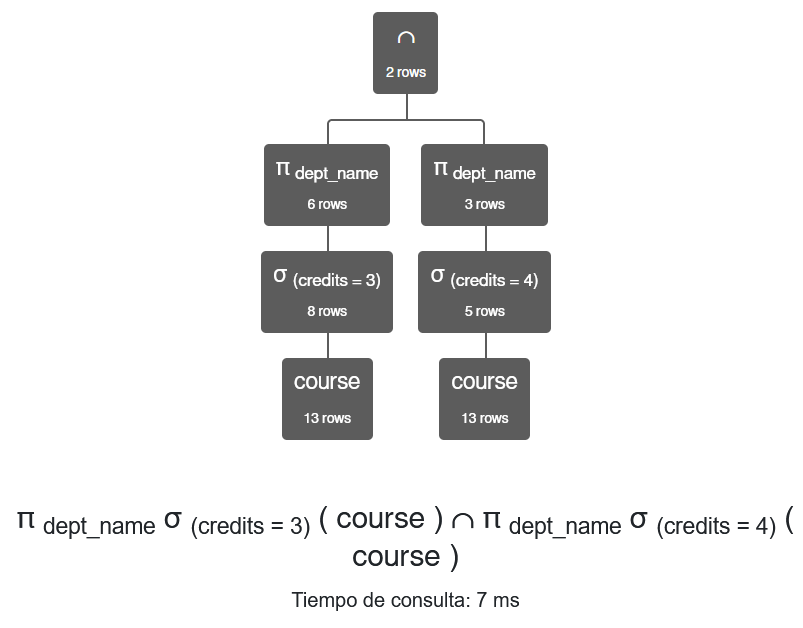 ∩
2 rows
π dept_name π dept_name
6 rows 3 rows
σ (credits = 3) σ (credits = 4)
8 rows 5 rows
course course
13 rows 13 rows
π dept_name σ (credits = 3) ( course ) ∩ π dept_name σ (credits = 4) (
course )
Tiempo de consulta: 7 ms